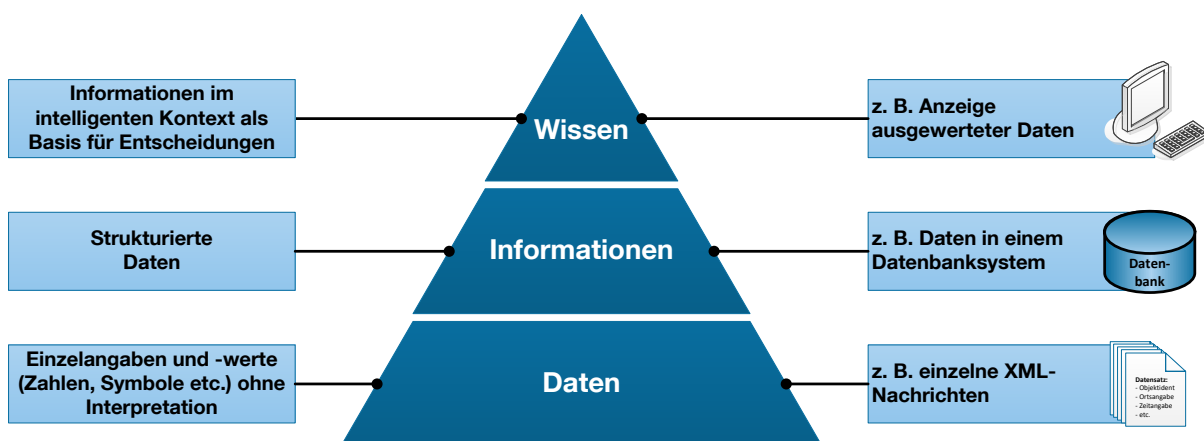 Informationen im
intelligenten Kontext als
Basis für Entscheidungen
Wissen
z. B. Anzeige
ausgewerteter Daten
Strukturierte
Daten
Informationen
z. B. Daten in einem
Datenbanksystem
Daten-
bank
Einzelangaben und -werte
(Zahlen, Symbole etc.) ohne
Interpretation
Daten
z. B. einzelne XML-
Nachrichten
Datensatz:
- Objektident
- Ortsangabe
- Zeitangabe
- etc.